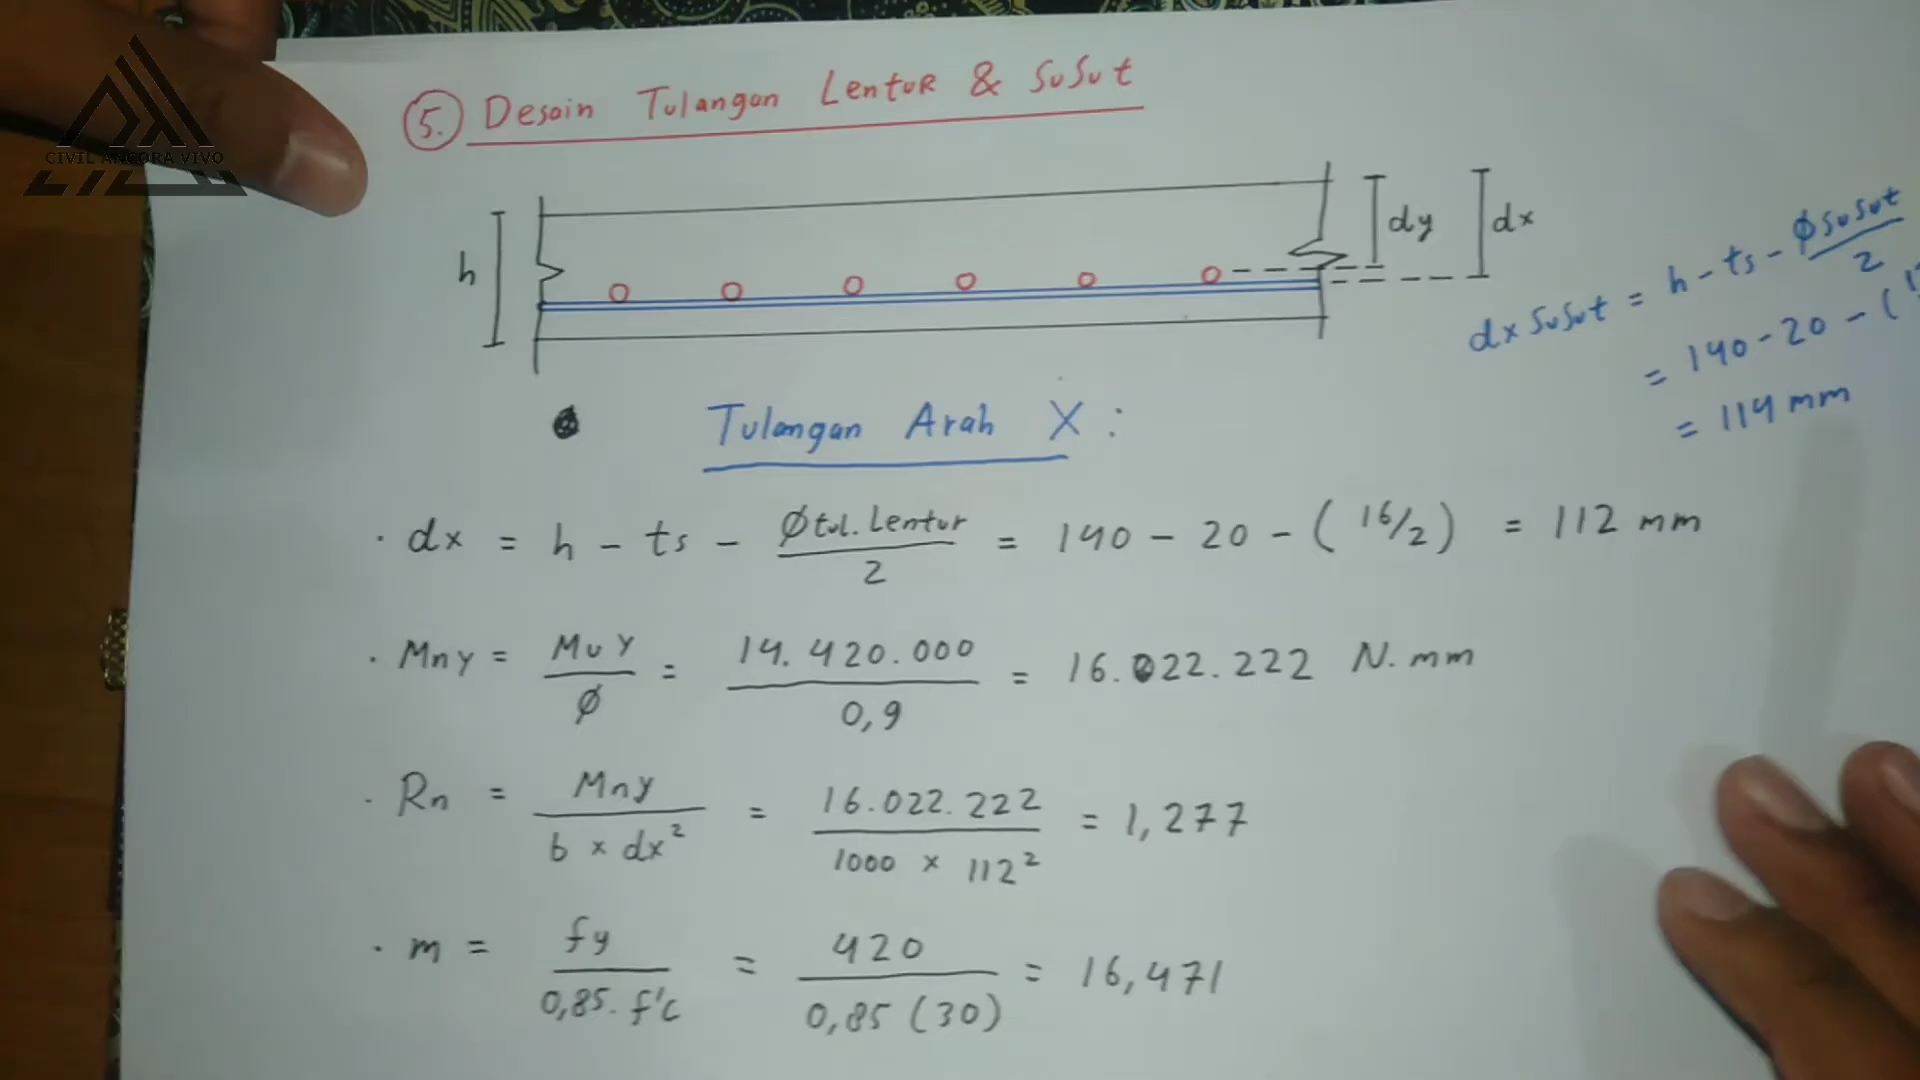 CIVIL ANCORA VIVO
5. Desain Tulangan Lentur & Susut
h
dy
dx
dx susut = h - ts - Øsusut/2
= 140 - 20 - (
= 114 mm
Tulangan Arah X :
· dx = h - ts - Øtul. Lentur/2 = 140 - 20 - (16/2) = 112 mm
· Mny = Muy/Ø = 14.420.000/0,9 = 16.022.222 N.mm
· Rn = Mny/b x dx² = 16.022.222/1000 x 112² = 1,277
· m = fy/0,85. f'c = 420/0,85 (30) = 16,471